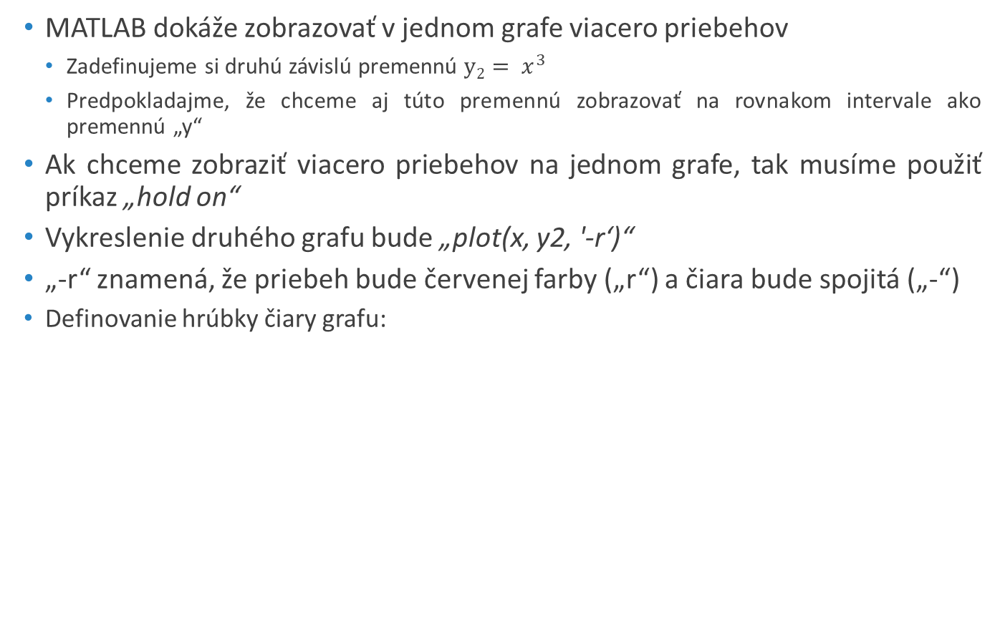 • MATLAB dokáže zobrazovať v jednom grafe viacero priebehov
• Zadefinujeme si druhú závislú premennú y₂ = x³
• Predpokladajme, že chceme aj túto premennú zobrazovať na rovnakom intervale ako
premennú „y“
• Ak chceme zobraziť viacero priebehov na jednom grafe, tak musíme použiť
príkaz „hold on“
• Vykreslenie druhého grafu bude „plot(x, y2, '-r‘)“
• „-r“ znamená, že priebeh bude červenej farby („r“) a čiara bude spojitá („-“)
• Definovanie hrúbky čiary grafu: